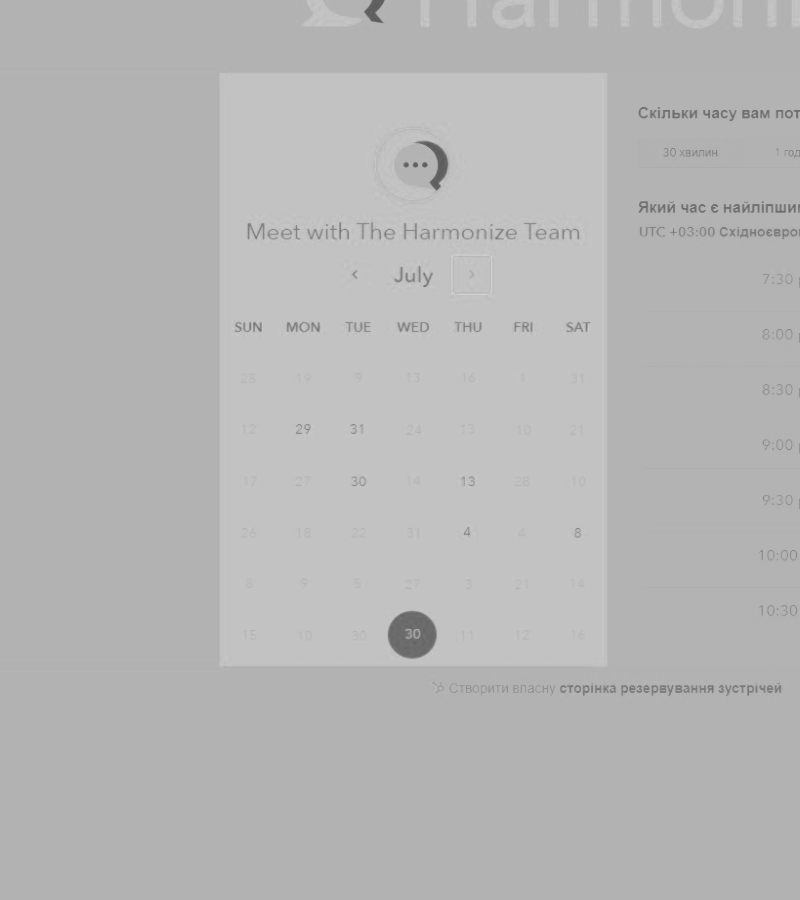 Harmoni
Meet with The Harmonize Team
July
SUN MON TUE WED THU FRI SAT
25 19 9 13 16 1 31
12 29 31 24 13 10 21
17 27 30 14 13 28 10
26 18 22 31 4 4 8
8 9 5 27 3 21 14
15 10 30 30 11 12 16
Скільки часу вам пот
30 хвилин 1 год
Який час є найліпшим
UTC +03:00 Східноєвро
7:30
8:00
8:30
9:00
9:30
10:00
10:30
Створити власну сторінка резервування зустрічей